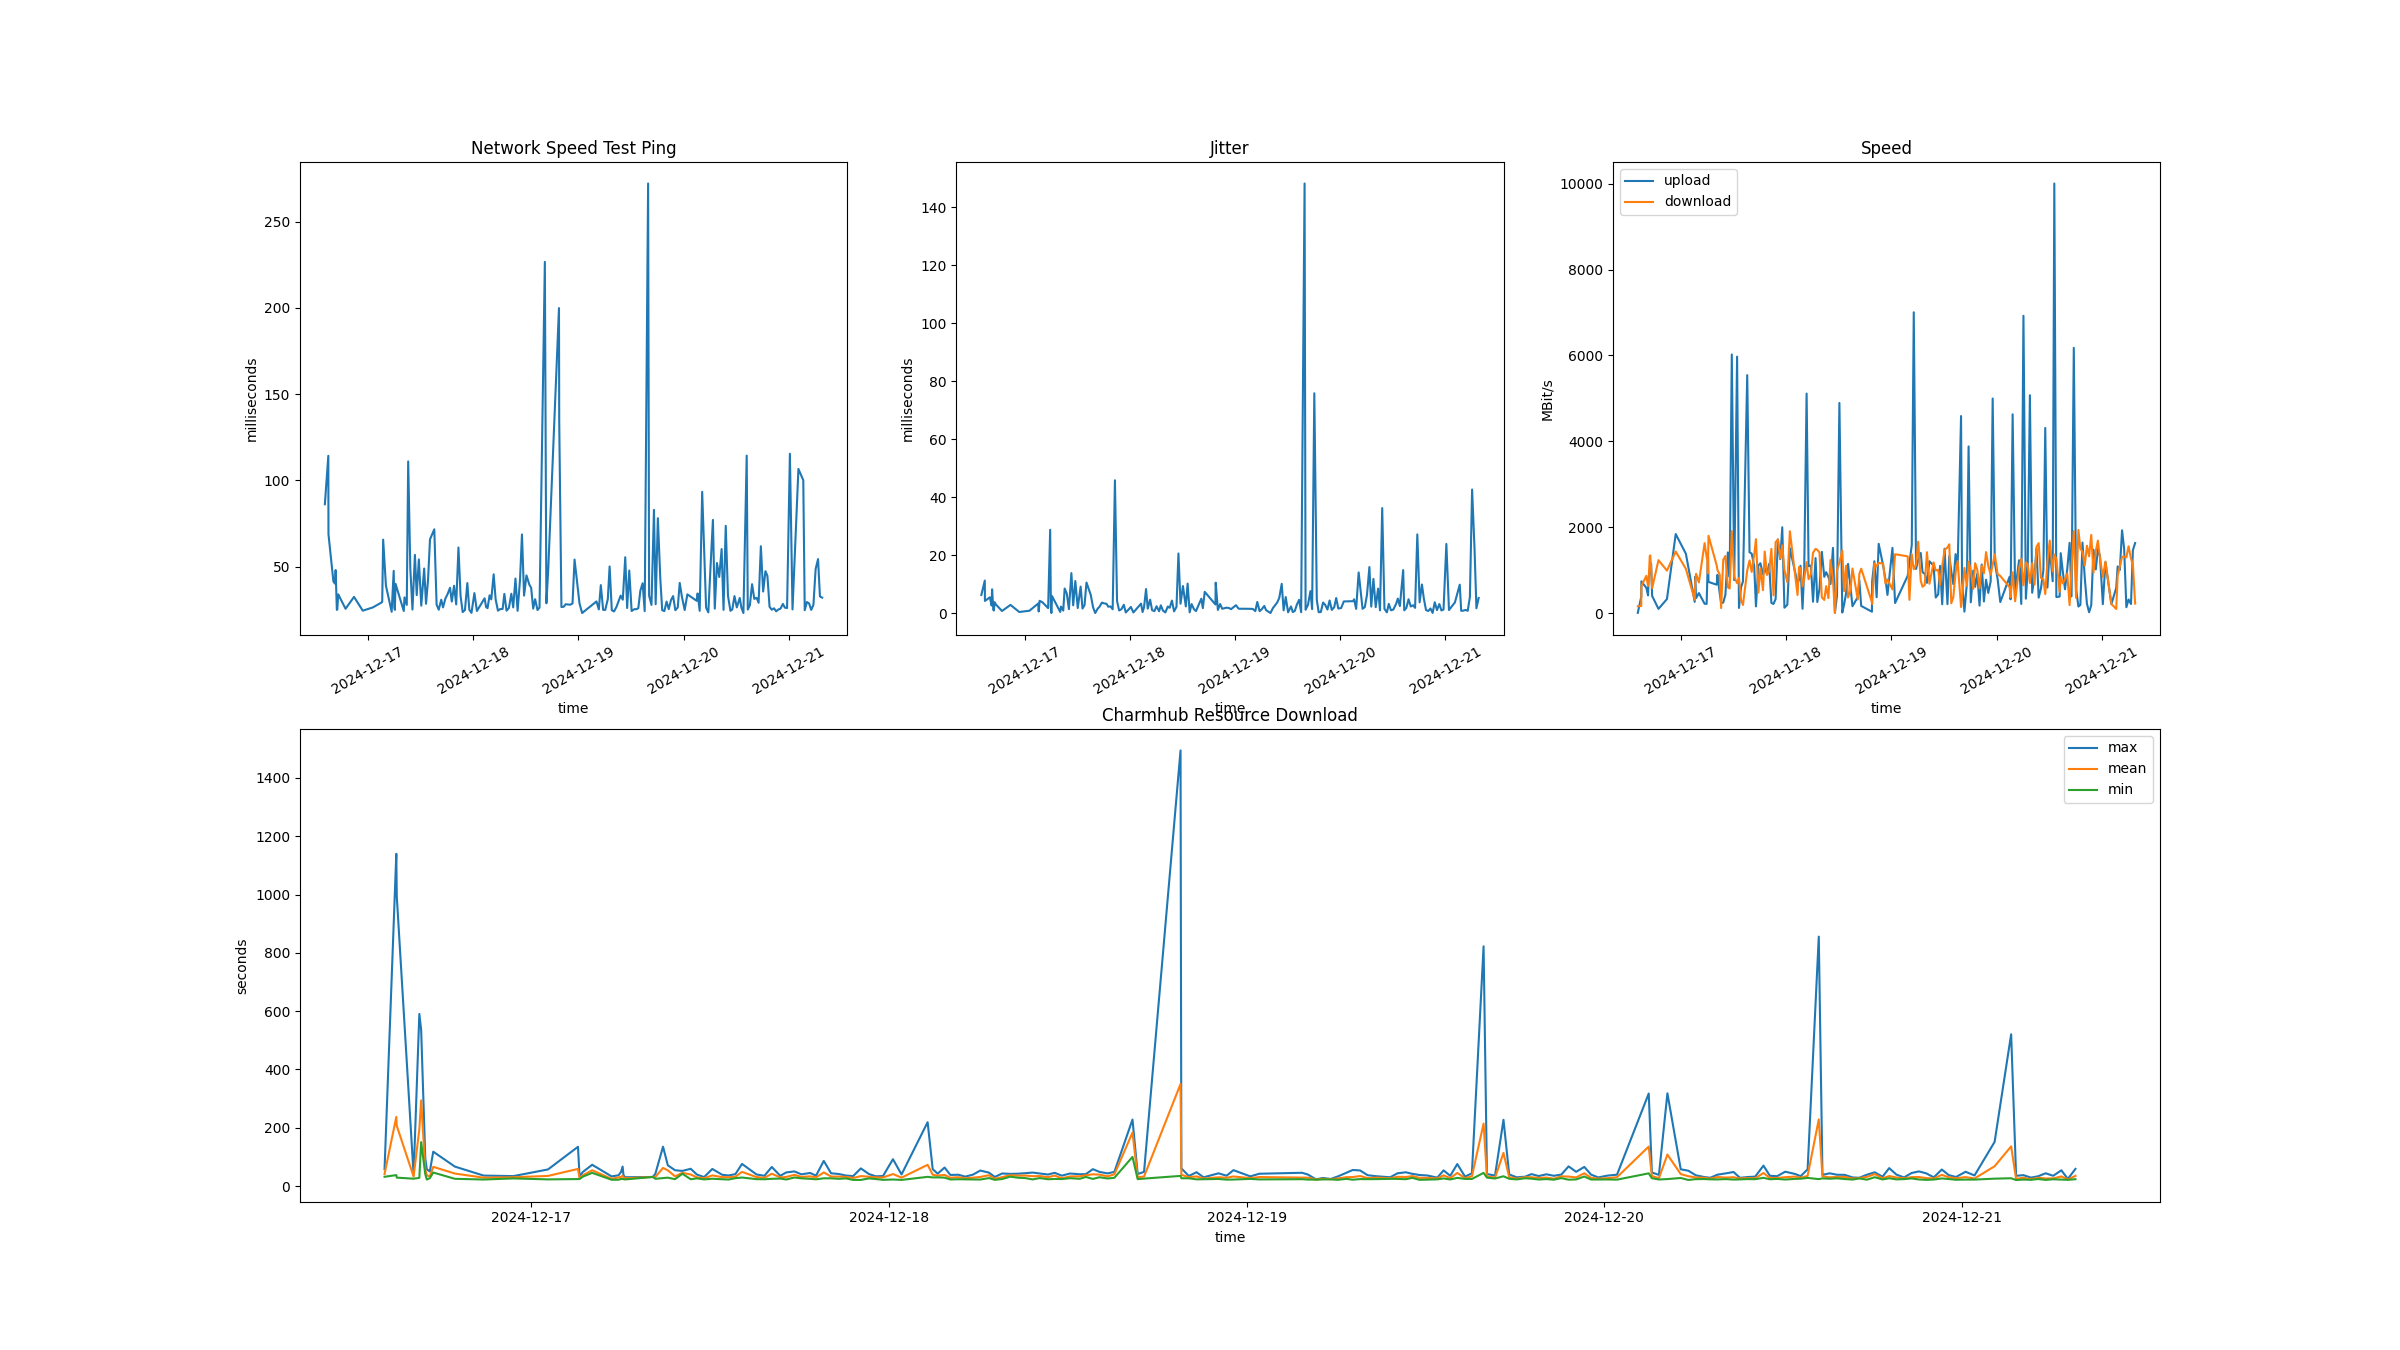 Network Speed Test Ping
250
200
150
100
50
milliseconds
2024-12-17
2024-12-18
2024-12-19
2024-12-20
2024-12-21
time
Jitter
140
120
100
80
60
40
20
0
milliseconds
2024-12-17
2024-12-18
2024-12-19
2024-12-20
2024-12-21
time
Speed
upload
download
10000
8000
6000
4000
2000
0
MBit/s
2024-12-17
2024-12-18
2024-12-19
2024-12-20
2024-12-21
time
Charmhub Resource Download
max
mean
min
1400
1200
1000
800
600
400
200
0
seconds
2024-12-17
2024-12-18
2024-12-19
2024-12-20
2024-12-21
time